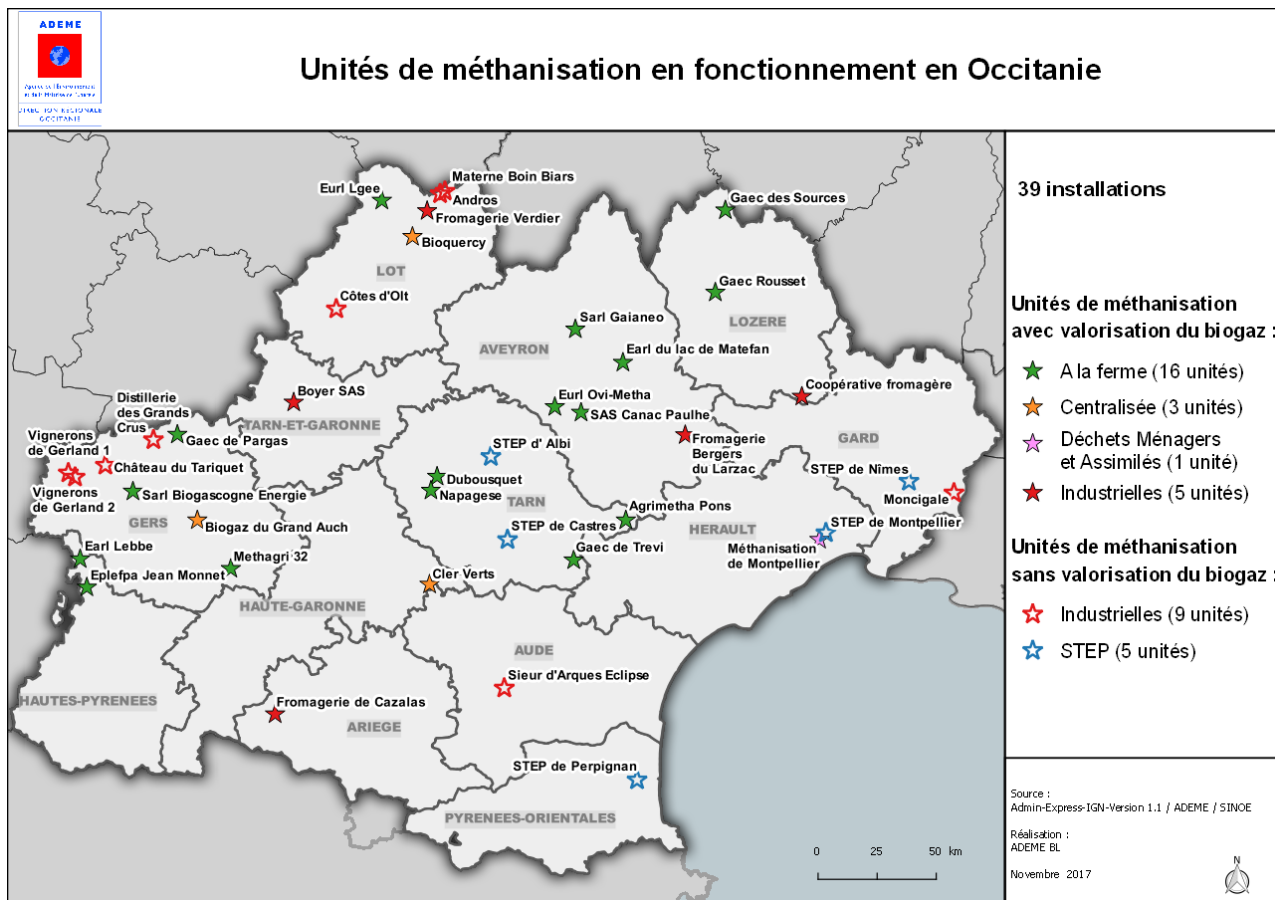 ADEME
DIRECTION REGIONALE
OCCITANIE
Unités de méthanisation en fonctionnement en Occitanie
Materne Boin Biars
Eurl Lgee
Andros
Fromagerie Verdier
Bioquercy
LOT
Côtes d'Olt
Gaec des Sources
Gaec Rousset
LOZERE
Sarl Gaianeo
AVEYRON
Earl du lac de Matefan
Boyer SAS
TARN-ET-GARONNE
Eurl Ovi-Metha
SAS Canac Paulhe
Coopérative fromagère
GARD
Fromagerie
Bergers
du Larzac
Distillerie
des Grands
Crus
Gaec de Pargas
Vignerons
de Gerland 1
Château du Tariquet
Vignerons
de Gerland 2
Sarl Biogascogne Energie
GERS
Biogaz du Grand Auch
Earl Lebbe
Methagri 32
Eplefpa Jean Monnet
STEP d' Albi
Dubousquet
Napagese
TARN
STEP de Castres
Agrimetha Pons
Gaec de Trevi
Cler Verts
STEP de Nîmes
Moncigale
HERAULT
STEP de Montpellier
Méthanisation
de Montpellier
HAUTE-GARONNE
HAUTES-PYRENEES
AUDE
Sieur d'Arques Eclipse
Fromagerie de Cazalas
ARIEGE
STEP de Perpignan
PYRENEES-ORIENTALES
0 25 50 km
39 installations
Unités de méthanisation
avec valorisation du biogaz :
A la ferme (16 unités)
Centralisée (3 unités)
Déchets Ménagers
et Assimilés (1 unité)
Industrielles (5 unités)
Unités de méthanisation
sans valorisation du biogaz :
Industrielles (9 unités)
STEP (5 unités)
Source :
Admin-Express-IGN-Version 1.1 / ADEME / SINOE
Réalisation :
ADEME BL
Novembre 2017
N